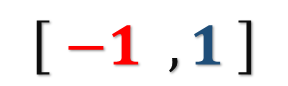 [ −1 , 1 ]